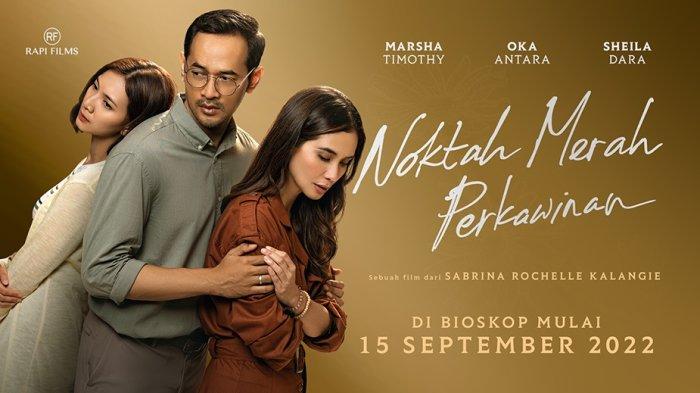 RF
RAPI FILMS
MARSHA
TIMOTHY
OKA
ANTARA
SHEILA
DARA
Noktah Merah
Perkawinan
Sebuah film dari SABRINA ROCHELLE KALANGIE
DI BIOSKOP MULAI
15 SEPTEMBER 2022